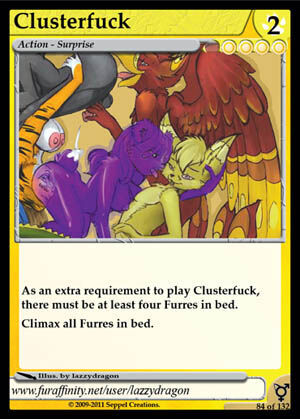 Clusterfuck
2
Action - Surprise
As an extra requirement to play Clusterfuck,
there must be at least four Furres in bed.
Climax all Furres in bed.
Illus. by lazzydragon
www.furaffinity.net/user/lazzydragon
© 2009-2011 Seppel Creations.
84 of 132